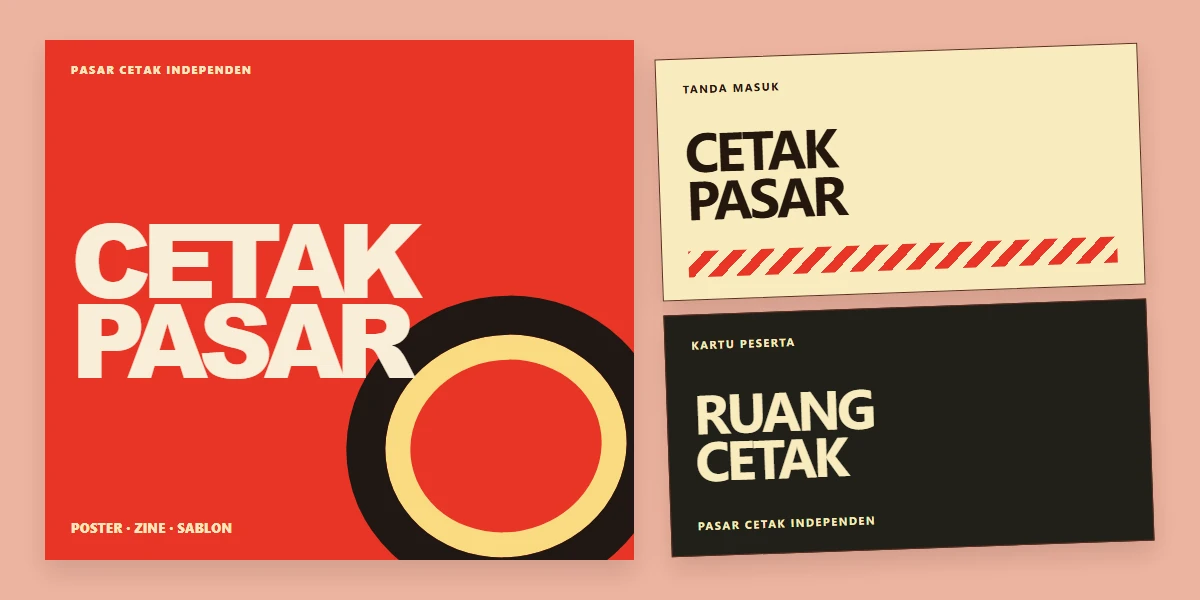 PASAR CETAK INDEPENDEN
CETAK
PASAR
POSTER · ZINE · SABLON
TANDA MASUK
CETAK
PASAR
KARTU PESERTA
RUANG
CETAK
PASAR CETAK INDEPENDEN